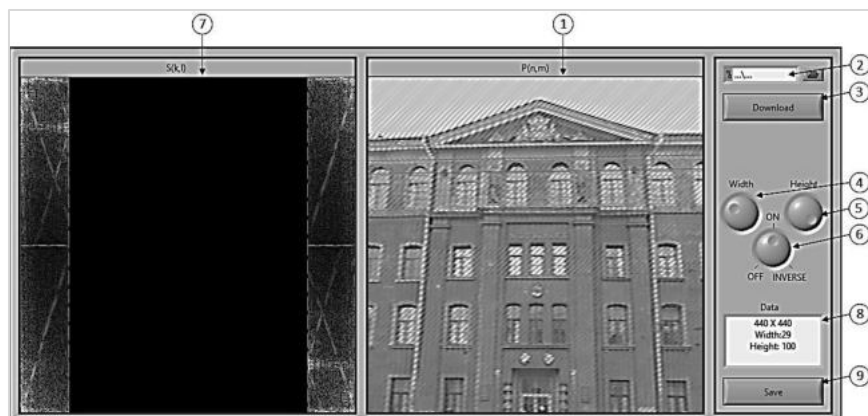 7
1
S(k,l)
P(n,m)
...\...
2
Download
3
Width
Height
4
5
ON
6
OFF
INVERSE
Data
440 X 440
Width:29
Height: 100
8
Save
9